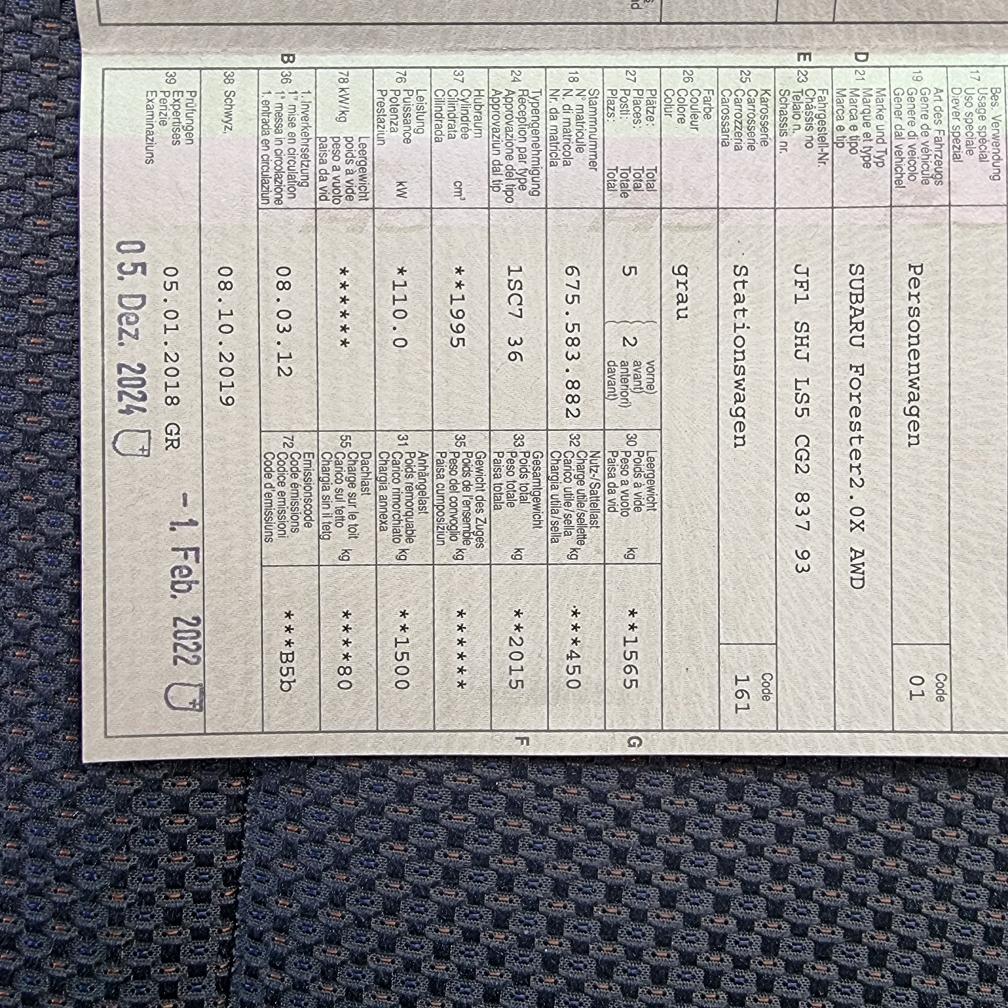 17 Bes. Verwendung
Usage spécial
Uso speciale
Diever spezial
19 Art des Fahrzeugs
Genre de véhicule
Genere di veicolo
Gener dal vehichel
Personenwagen
Code
01
D 21 Marke und Typ
Marque et type
Marca e tipo
Marca e tip
SUBARU Forester2.0X AWD
E 23 Fahrgestell-Nr.
Châssis no
Telaio n.
Schassis nr.
JF1 SHJ LS5 CG2 837 93
25 Karosserie
Carrosserie
Carrozzeria
Carossaria
Stationswagen
Code
161
26 Farbe
Couleur
Colore
Colur
grau
27 Plätze: Total
Places: Total
Posti: Totale
Plazs: Total
5
2 vorne)
avant)
anteriori)
davant)
30 Leergewicht
Poids à vide
Peso a vuoto kg
Paisa da vid
**1565
G
18 Stammnummer
N° matricule
N. di matricola
Nr. da matricla
675.583.882
32 Nutz-/Sattellast
Charge utile/sellette
Carico utile/sella kg
Chargia utila/sella
****450
24 Typengenehmigung
Réception par type
Approvazione del tipo
Approvaziun dal tip
1SC7 36
33 Gesamtgewicht
Poids total
Peso totale kg
Paisa totala
**2015
F
37 Hubraum
Cylindrée
Cilindrata cm³
Cilindrada
**1995
35 Gewicht des Zuges
Poids de l'ensemble
Peso del convoglio kg
Paisa cumposiziun
******
76 Leistung
Puissance
Potenza kW
Prestaziun
*110.0
31 Anhängelast
Poids remorquable
Carico rimorchiato kg
Chargia annexa
**1500
78 kW/kg
Leergewicht
poids à vide
peso a vuoto
paisa da vid
******
55 Dachlast
Charge sur le toit
Carico sul tetto kg
Chargia sin il tetg
****80
B 36 1. Inverkehrsetzung
1re mise en circulation
1a messa in circolazione
1. entrada en circulaziun
08.03.12
72 Emissionscode
Code émissions
Codice emissioni
Code d'emissiuns
***B5b
38 Schwyz,
08.10.2019
39 Prüfungen
Expertises
Perizie
Examinaziuns
05.01.2018 GR
- 1. Feb. 2022
0 5. Dez. 2024